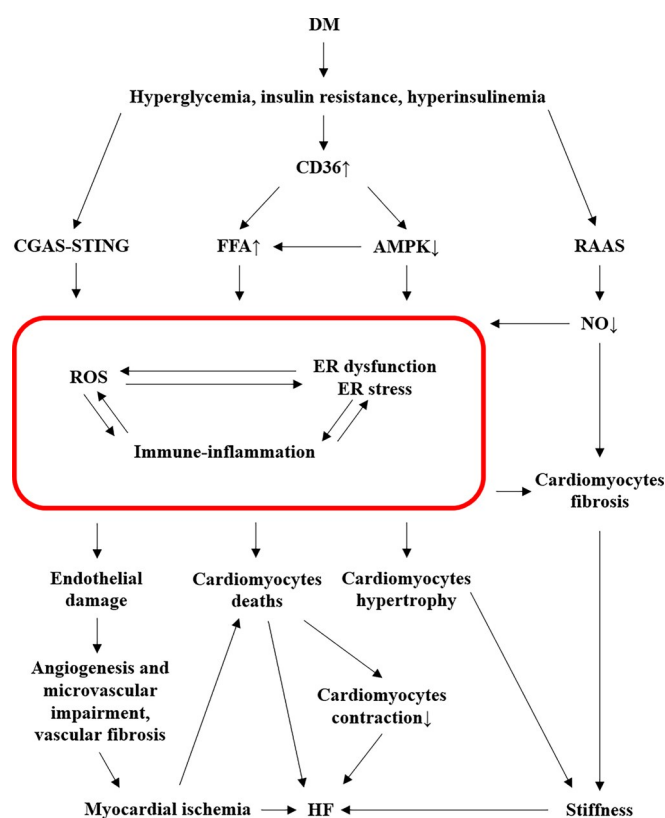 DM
Hyperglycemia, insulin resistance, hyperinsulinemia
CD36↑
CGAS-STING
FFA↑
AMPK↓
RAAS
NO↓
ROS
ER dysfunction
ER stress
Immune-inflammation
Cardiomyocytes
fibrosis
Endothelial
damage
Cardiomyocytes
deaths
Cardiomyocytes
hypertrophy
Angiogenesis and
microvascular
impairment,
vascular fibrosis
Cardiomyocytes
contraction↓
Myocardial ischemia
HF
Stiffness